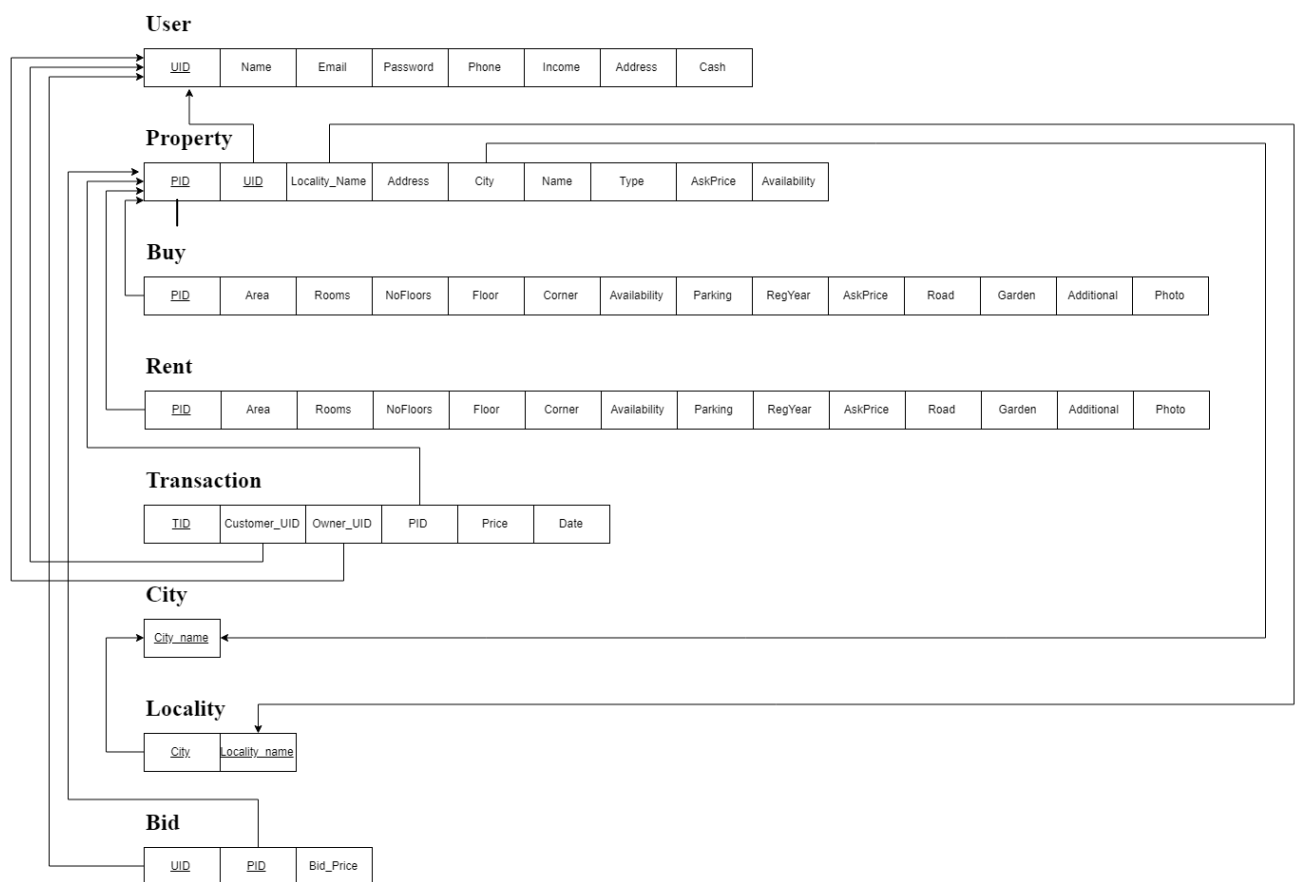 User
UID Name Email Password Phone Income Address Cash
Property
PID UID Locality_Name Address City Name Type AskPrice Availability
Buy
PID Area Rooms NoFloors Floor Corner Availability Parking RegYear AskPrice Road Garden Additional Photo
Rent
PID Area Rooms NoFloors Floor Corner Availability Parking RegYear AskPrice Road Garden Additional Photo
Transaction
TID Customer_UID Owner_UID PID Price Date
City
City_name
Locality
City Locality_name
Bid
UID PID Bid_Price